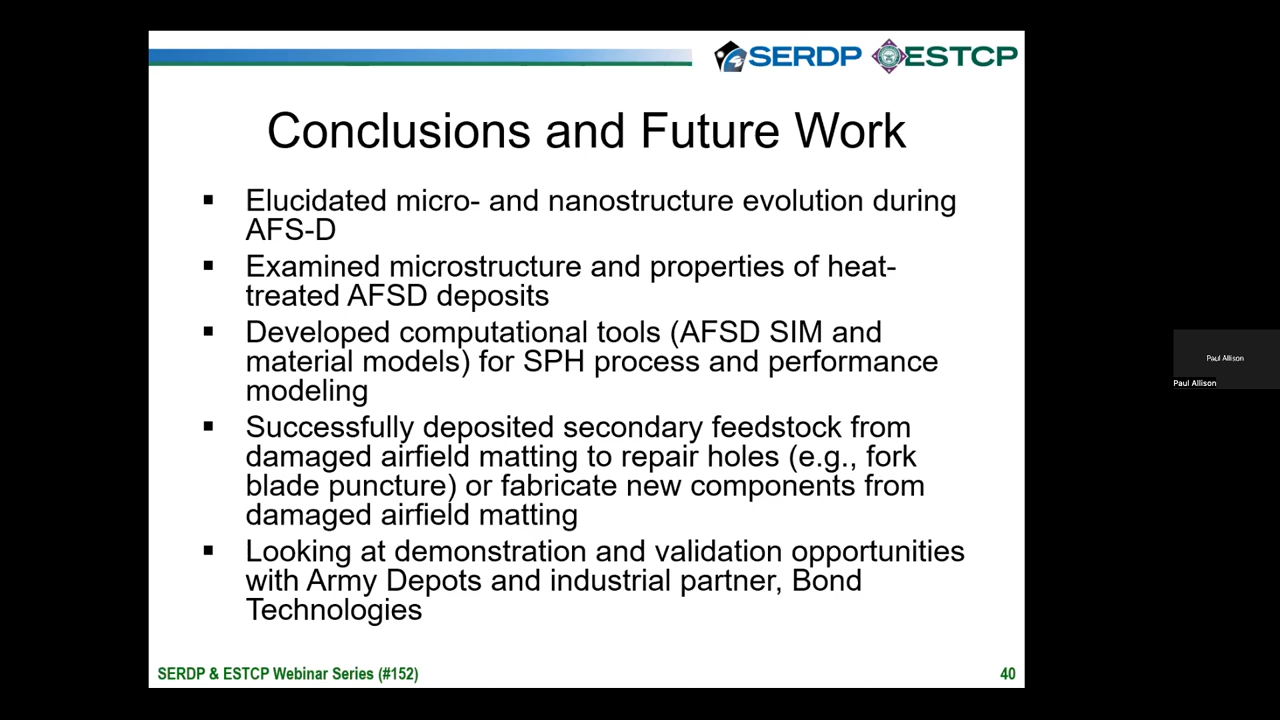 SERDP ESTCP
Conclusions and Future Work
▪ Elucidated micro- and nanostructure evolution during
AFS-D
▪ Examined microstructure and properties of heat-
treated AFSD deposits
▪ Developed computational tools (AFSD SIM and
material models) for SPH process and performance
modeling
▪ Successfully deposited secondary feedstock from
damaged airfield matting to repair holes (e.g., fork
blade puncture) or fabricate new components from
damaged airfield matting
▪ Looking at demonstration and validation opportunities
with Army Depots and industrial partner, Bond
Technologies
SERDP & ESTCP Webinar Series (#152)
40
Paul Allison
Paul Allison